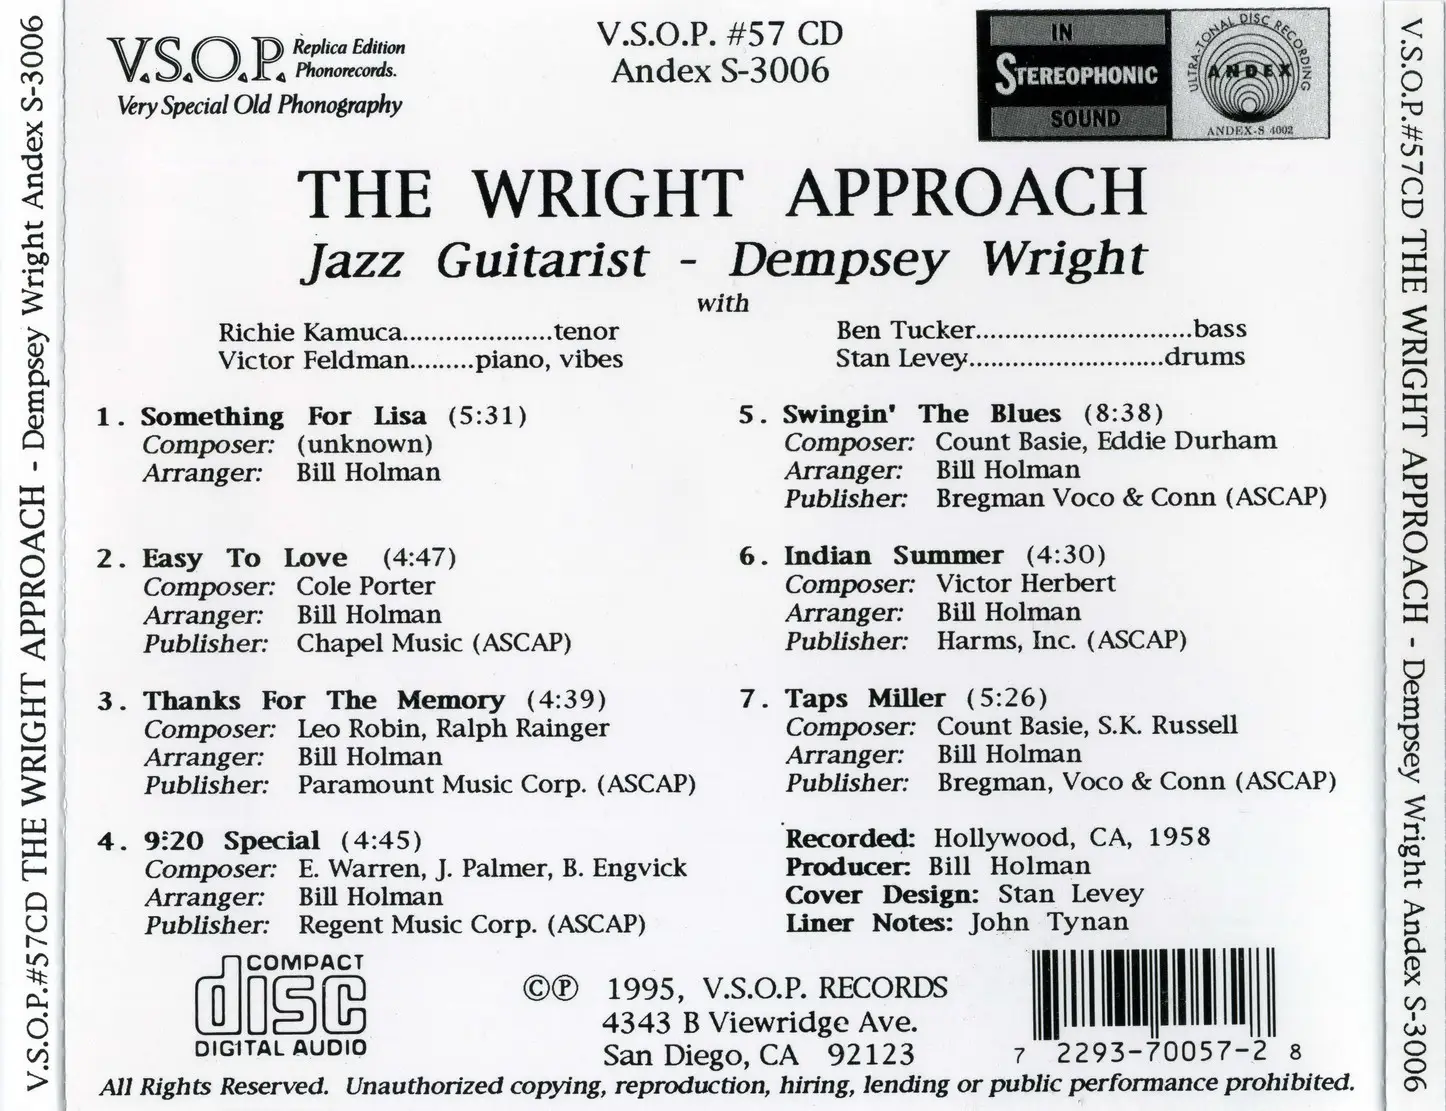 V.S.O.P.#57CD THE WRIGHT APPROACH - Dempsey Wright Andex S-3006
V.S.O.P. Replica Edition
Phonorecords.
Very Special Old Phonography
V.S.O.P. #57 CD
Andex S-3006
IN
STEREOPHONIC
SOUND
ULTRA-TONAL DISC RECORDING
ANDEX
ANDEX-S 4002
THE WRIGHT APPROACH
Jazz Guitarist - Dempsey Wright
with
Richie Kamuca.....................tenor
Victor Feldman.........piano, vibes
Ben Tucker..............................bass
Stan Levey...........................drums
1. Something For Lisa (5:31)
Composer: (unknown)
Arranger: Bill Holman
2. Easy To Love (4:47)
Composer: Cole Porter
Arranger: Bill Holman
Publisher: Chapel Music (ASCAP)
3. Thanks For The Memory (4:39)
Composer: Leo Robin, Ralph Rainger
Arranger: Bill Holman
Publisher: Paramount Music Corp. (ASCAP)
4. 9:20 Special (4:45)
Composer: E. Warren, J. Palmer, B. Engvick
Arranger: Bill Holman
Publisher: Regent Music Corp. (ASCAP)
5. Swingin' The Blues (8:38)
Composer: Count Basie, Eddie Durham
Arranger: Bill Holman
Publisher: Bregman Voco & Conn (ASCAP)
6. Indian Summer (4:30)
Composer: Victor Herbert
Arranger: Bill Holman
Publisher: Harms, Inc. (ASCAP)
7. Taps Miller (5:26)
Composer: Count Basie, S.K. Russell
Arranger: Bill Holman
Publisher: Bregman, Voco & Conn (ASCAP)
Recorded: Hollywood, CA, 1958
Producer: Bill Holman
Cover Design: Stan Levey
Liner Notes: John Tynan
COMPACT
disc
DIGITAL AUDIO
©℗ 1995, V.S.O.P. RECORDS
4343 B Viewridge Ave.
San Diego, CA 92123
7 2293-70057-2 8
All Rights Reserved. Unauthorized copying, reproduction, hiring, lending or public performance prohibited.
V.S.O.P.#57CD THE WRIGHT APPROACH - Dempsey Wright Andex S-3006